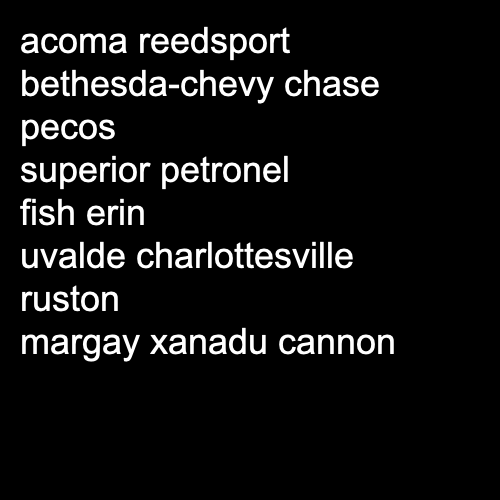 acoma reedsport
bethesda-chevy chase
pecos
superior petronel
fish erin
uvalde charlottesville
ruston
margay xanadu cannon